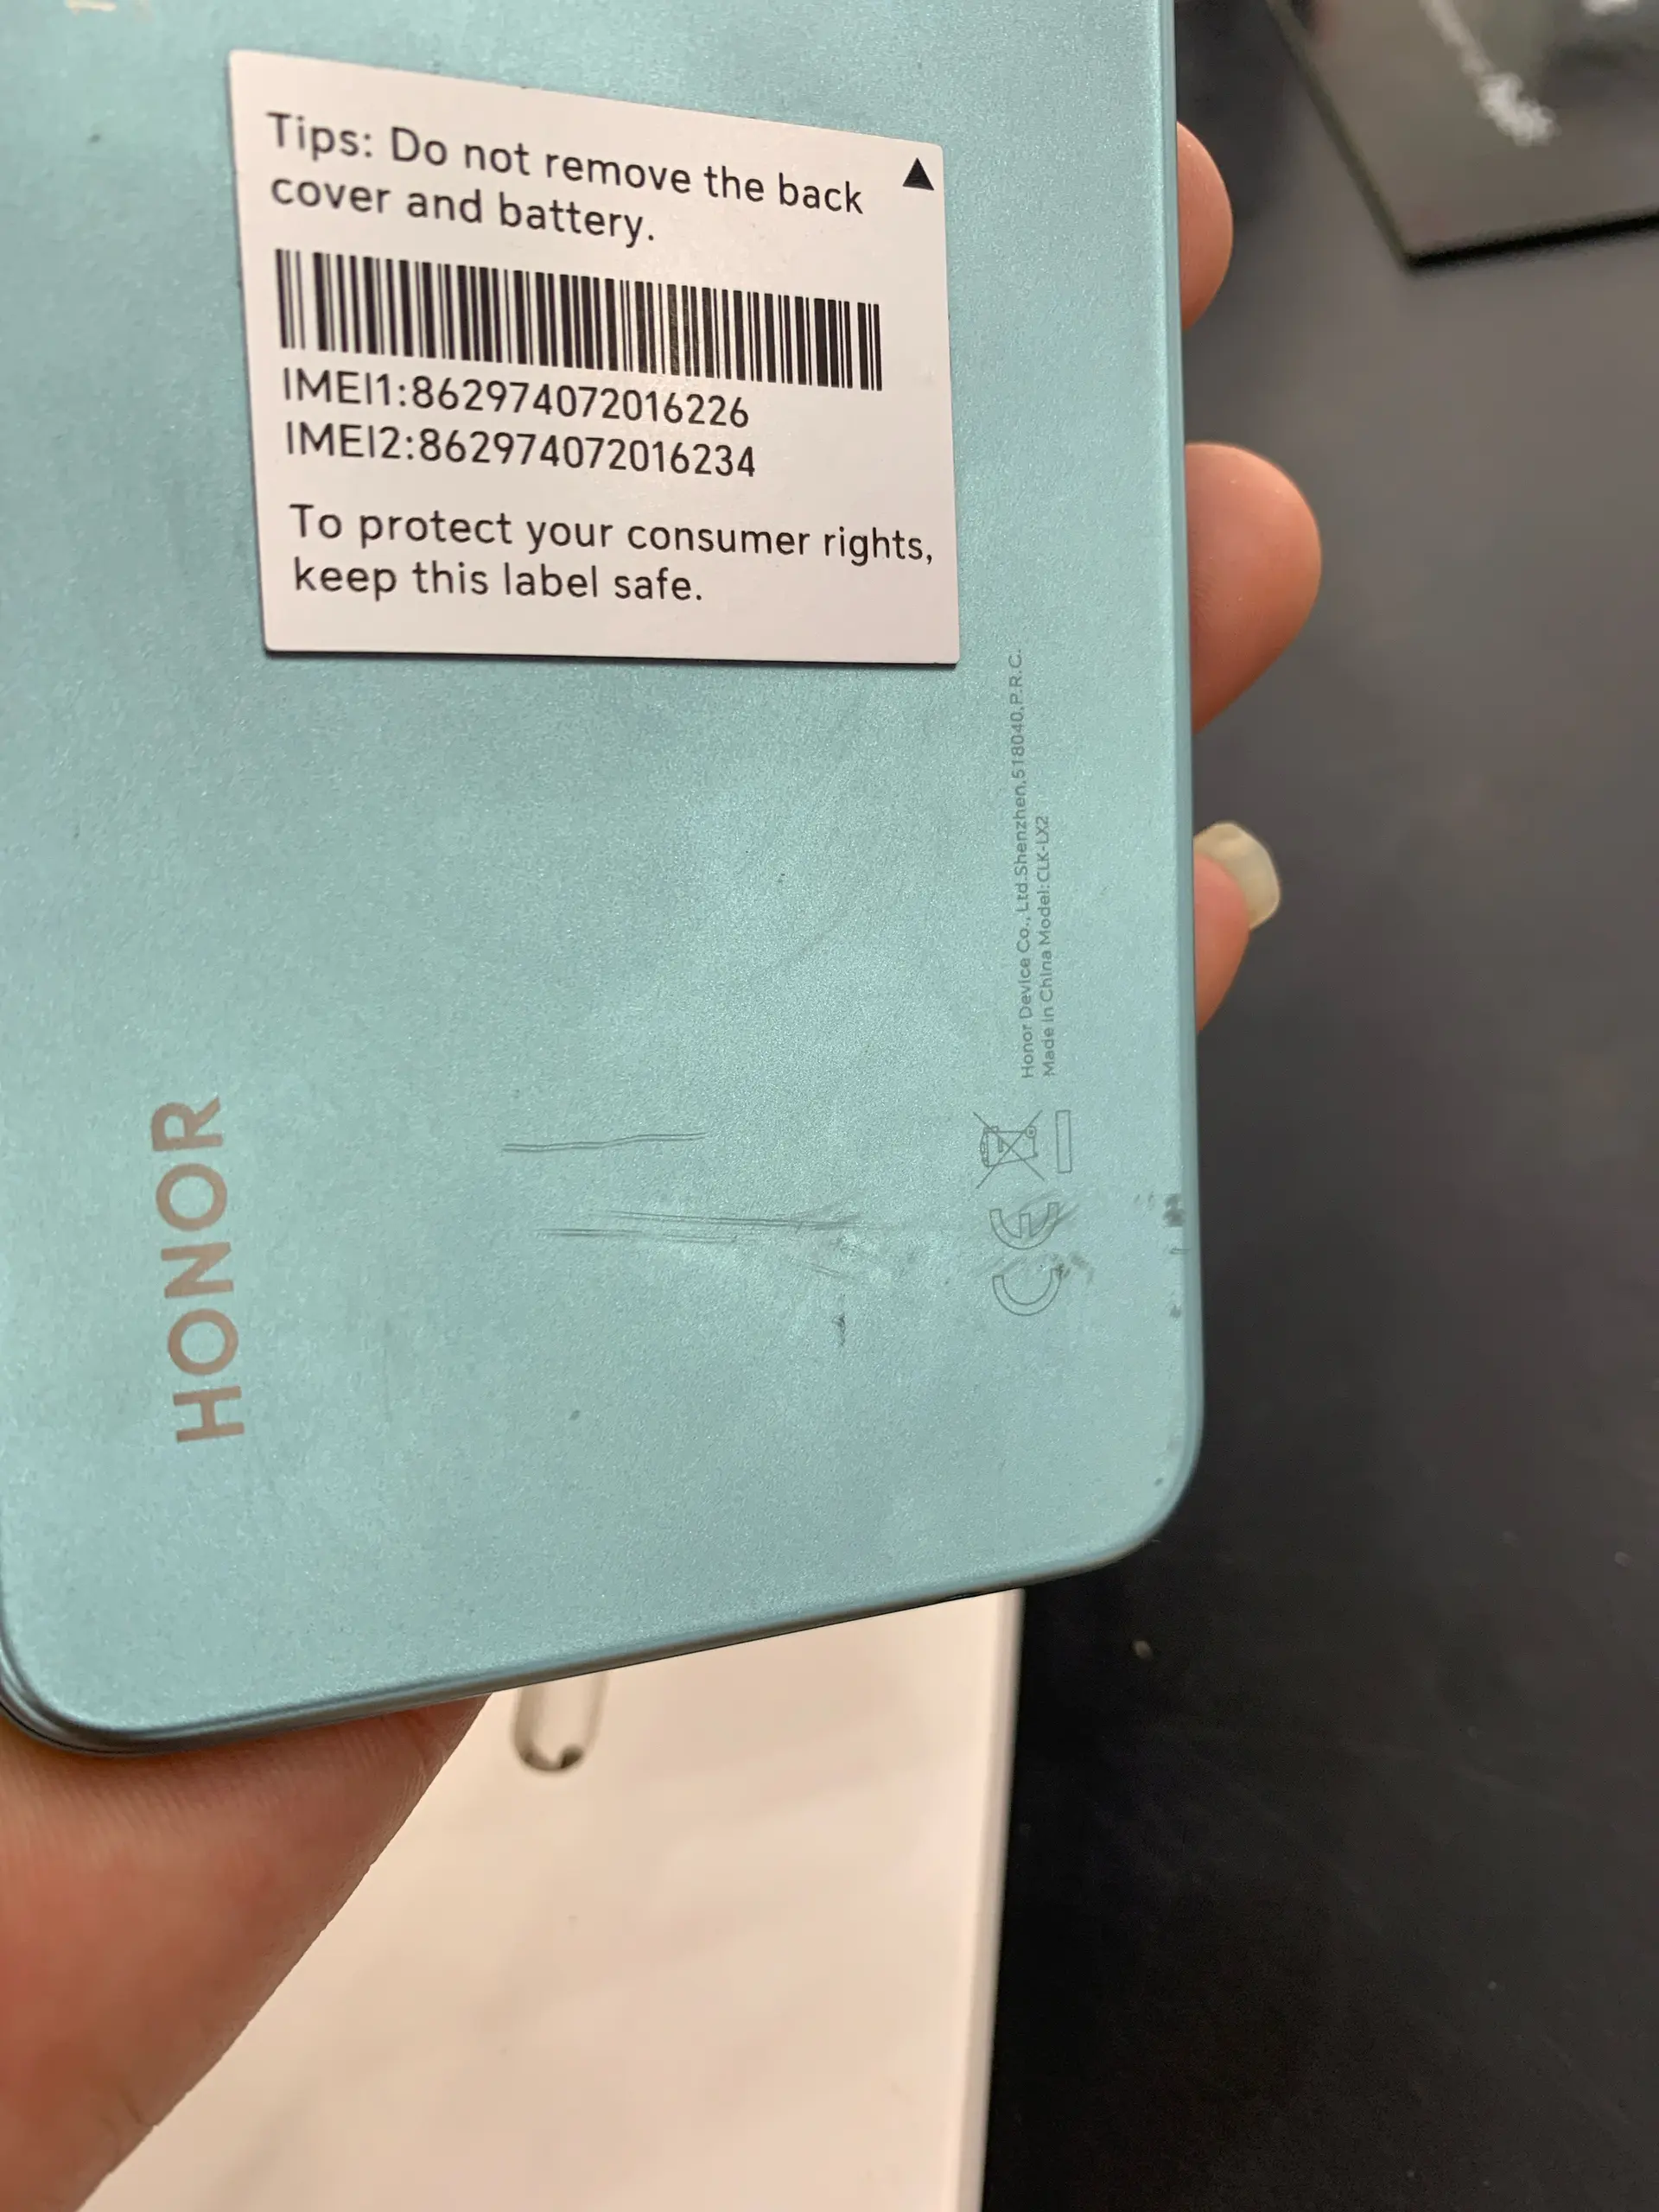 Tips: Do not remove the back
cover and battery.
▲
IMEI1:862974072016226
IMEI2:862974072016234
To protect your consumer rights,
keep this label safe.
Honor Device Co., Ltd.Shenzhen,518040,P.R.C.
Made in China Model:CLK-LX2
CE
HONOR